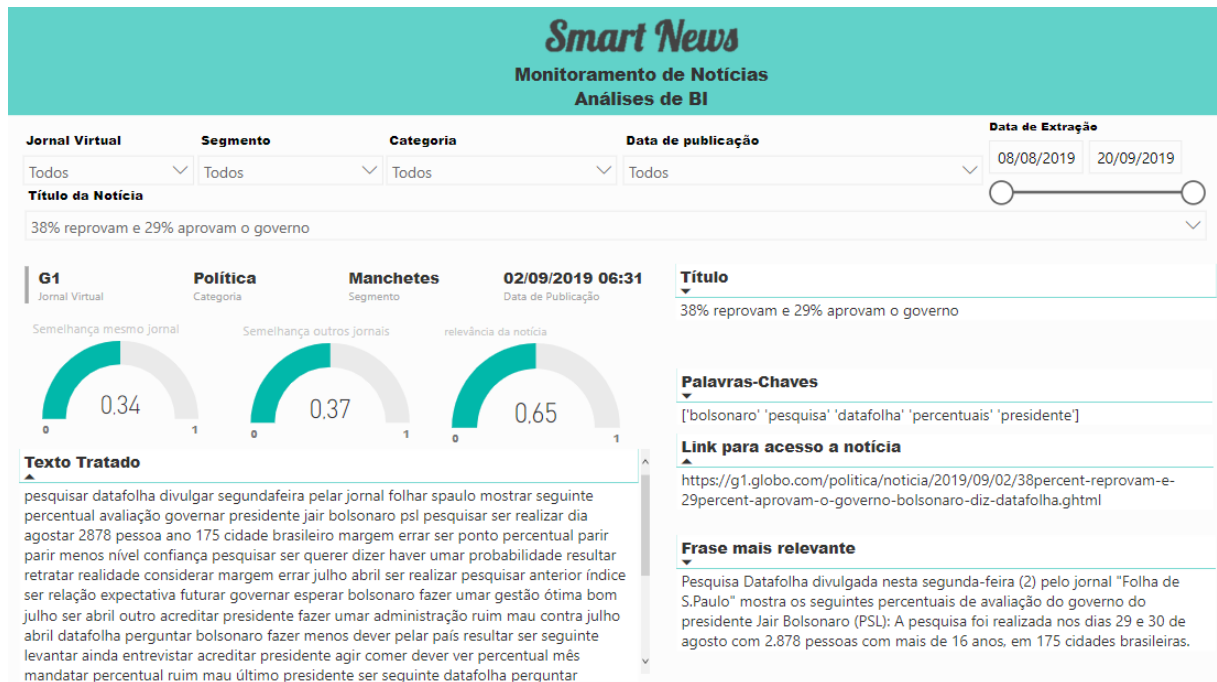 Smart News
Monitoramento de Notícias
Análises de BI
Jornal Virtual
Segmento
Categoria
Data de publicação
Data de Extração
Todos
Todos
Todos
Todos
08/08/2019
20/09/2019
Título da Notícia
38% reprovam e 29% aprovam o governo
G1
Jornal Virtual
Política
Categoria
Manchetes
Segmento
02/09/2019 06:31
Data de Publicação
Semelhança mesmo jornal
0,34
0
1
Semelhança outros jornais
0,37
0
1
relevância da notícia
0,65
0
1
Texto Tratado
pesquisar datafolha divulgar segundafeira pelar jornal folhar spaulo mostrar seguinte
percentual avaliação governar presidente jair bolsonaro psl pesquisar ser realizar dia
agostar 2878 pessoa ano 175 cidade brasileiro margem errar ser ponto percentual parir
parir menos nível confiança pesquisar ser querer dizer haver umar probabilidade resultar
retratar realidade considerar margem errar julho abril ser realizar pesquisar anterior índice
ser relação expectativa futurar governar esperar bolsonaro fazer umar gestão ótima bom
julho ser abril outro acreditar presidente fazer umar administração ruim mau contra julho
abril datafolha perguntar bolsonaro fazer menos dever pelar país resultar ser seguinte
levantar ainda entrevistar acreditar presidente agir comer dever ver percentual mês
mandatar percentual ruim mau último presidente ser seguinte datafolha perguntar
Título
38% reprovam e 29% aprovam o governo
Palavras-Chaves
['bolsonaro' 'pesquisa' 'datafolha' 'percentuais' 'presidente']
Link para acesso a notícia
https://g1.globo.com/politica/noticia/2019/09/02/38percent-reprovam-e-
29percent-aprovam-o-governo-bolsonaro-diz-datafolha.ghtml
Frase mais relevante
Pesquisa Datafolha divulgada nesta segunda-feira (2) pelo jornal "Folha de
S.Paulo" mostra os seguintes percentuais de avaliação do governo do
presidente Jair Bolsonaro (PSL): A pesquisa foi realizada nos dias 29 e 30 de
agosto com 2.878 pessoas com mais de 16 anos, em 175 cidades brasileiras.